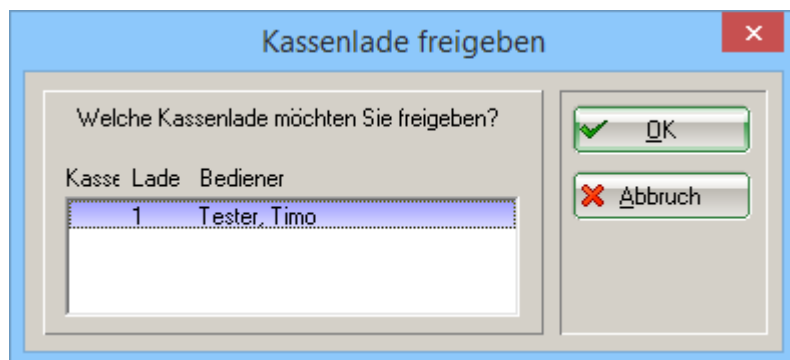 Kassenlade freigeben
Welche Kassenlade möchten Sie freigeben?
Kasse Lade Bediener
1 Tester, Timo
OK
Abbruch